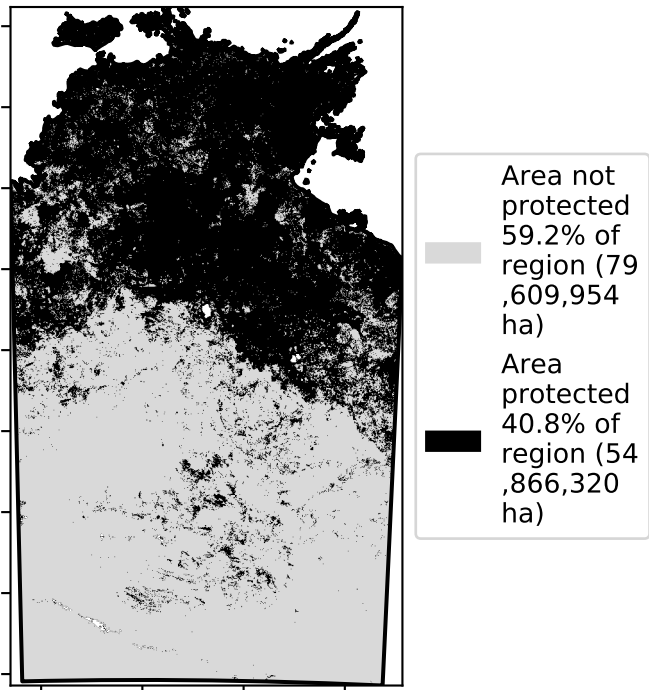 Area not
protected
59.2% of
region (79
,609,954
ha)
Area
protected
40.8% of
region (54
,866,320
ha)